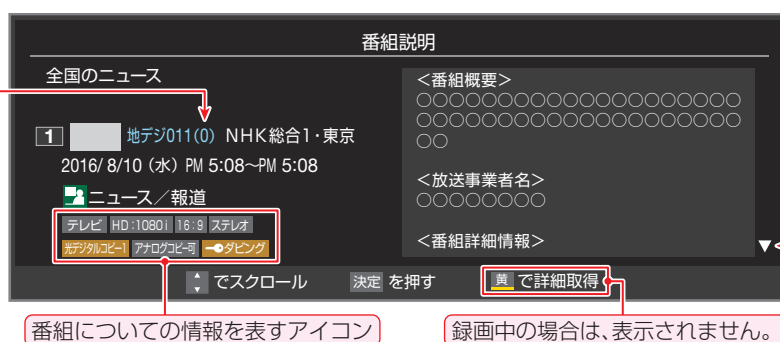 番組説明
全国のニュース
1 地デジ011(0) NHK総合1・東京
2016/ 8/10 (水) PM 5:08～PM 5:08
ニュース／報道
テレビ HD:1080i 16:9 ステレオ
光デジタルコピー1 アナログコピー可 ダビング
<番組概要>
○○○○○○○○○○○○○○○○○○○○
○○○○○○○○○○○○○○○○○○○○
○○
<放送事業者名>
○○○○○○○○
<番組詳細情報>
でスクロール 決定 を押す 黄 で詳細取得
番組についての情報を表すアイコン
録画中の場合は、表示されません。